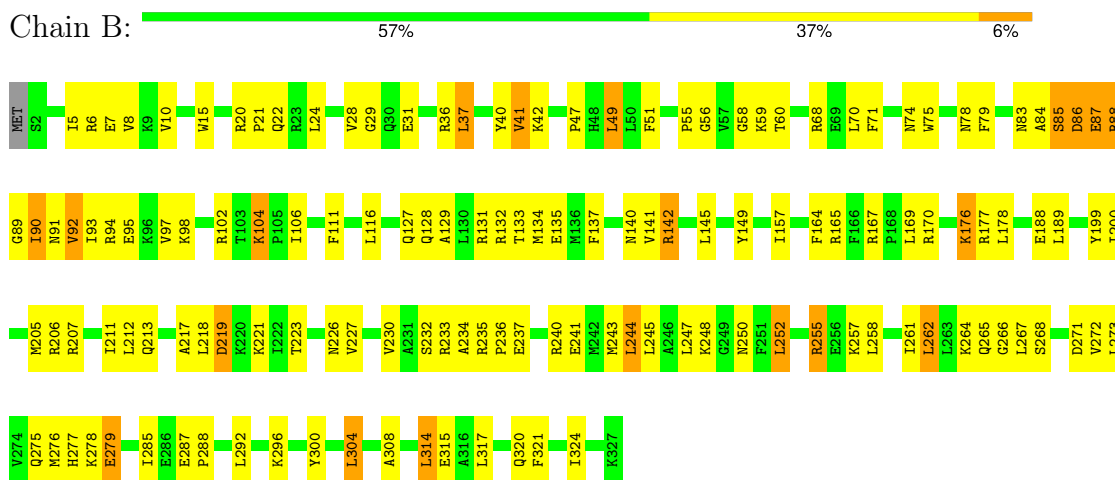 Chain B:
57% 37% 6%
MET S2 I5 R6 E7 V8 K9 V10 W15 R20 P21 Q22 R23 L24 V28 G29 Q30 E31 R36 L37 Y40 V41 K42 P47 H48 L49 L50 F51 P55 G56 V57 G58 K59 T60 R68 E69 L70 F71 N74 W75 N78 F79 N83 A84 S85 D86 E87
G89 I90 N91 V92 I93 R94 E95 K96 V97 K98 R102 T103 K104 P105 I106 F111 L116 Q127 Q128 A129 L130 R131 R132 T133 M134 E135 M136 F137 N140 V141 R142 L145 Y149 I157 F164 R165 F166 R167 P168 L169 R170 K176 R177 L178 E188 L189 Y199
M205 R206 R207 I211 L212 Q213 A217 L218 D219 K220 K221 I222 T223 N226 V227 V230 A231 S232 R233 A234 R235 P236 E237 R240 E241 M242 M243 L244 L245 A246 L247 K248 G249 N250 F251 L252 R255 E256 K257 L258 I261 L262 L263 K264 Q265 G266 L267 S268 D271 V272
V274 Q275 M276 H277 K278 E279 I285 E286 E287 P288 L292 K296 Y300 L304 A308 L314 E315 A316 L317 Q320 F321 I324 K327